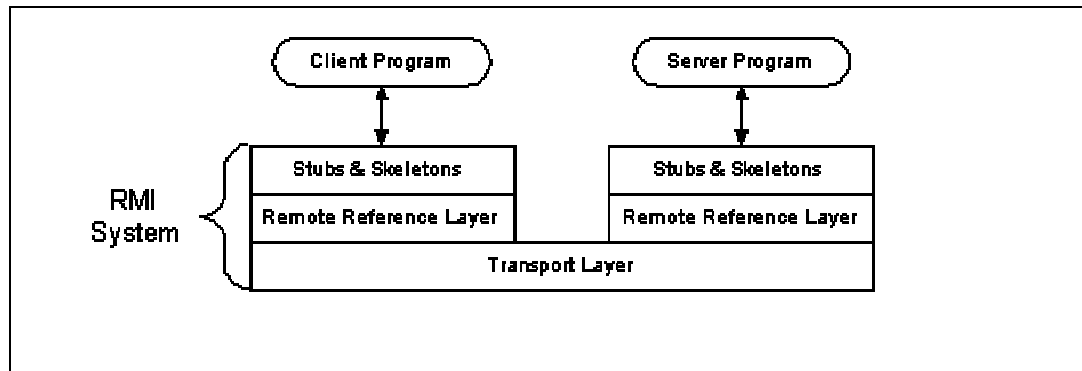 Client Program
Server Program
Stubs & Skeletons
Stubs & Skeletons
RMI
System
Remote Reference Layer
Remote Reference Layer
Transport Layer